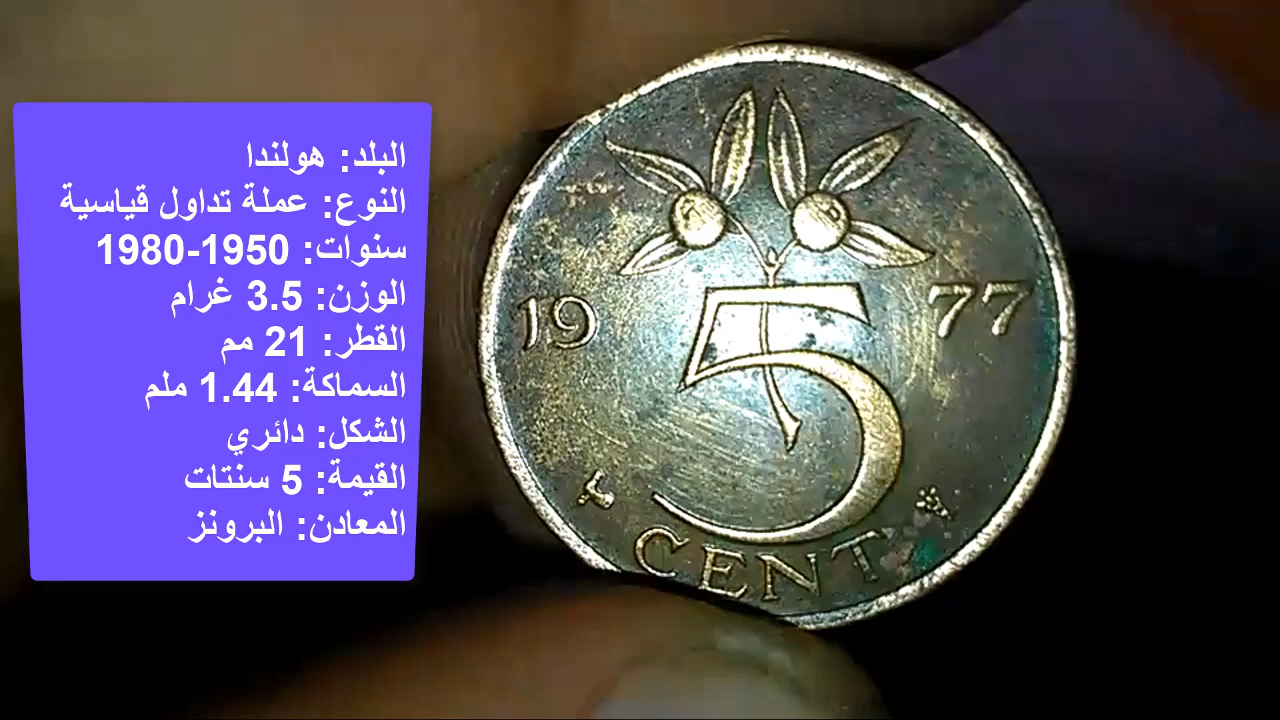 البلد: هولندا
النوع: عملة تداول قياسية
سنوات: 1950-1980
الوزن: 3.5 غرام
القطر: 21 مم
السماكة: 1.44 ملم
الشكل: دائري
القيمة: 5 سنتات
المعادن: البرونز
19 77
5
CENT